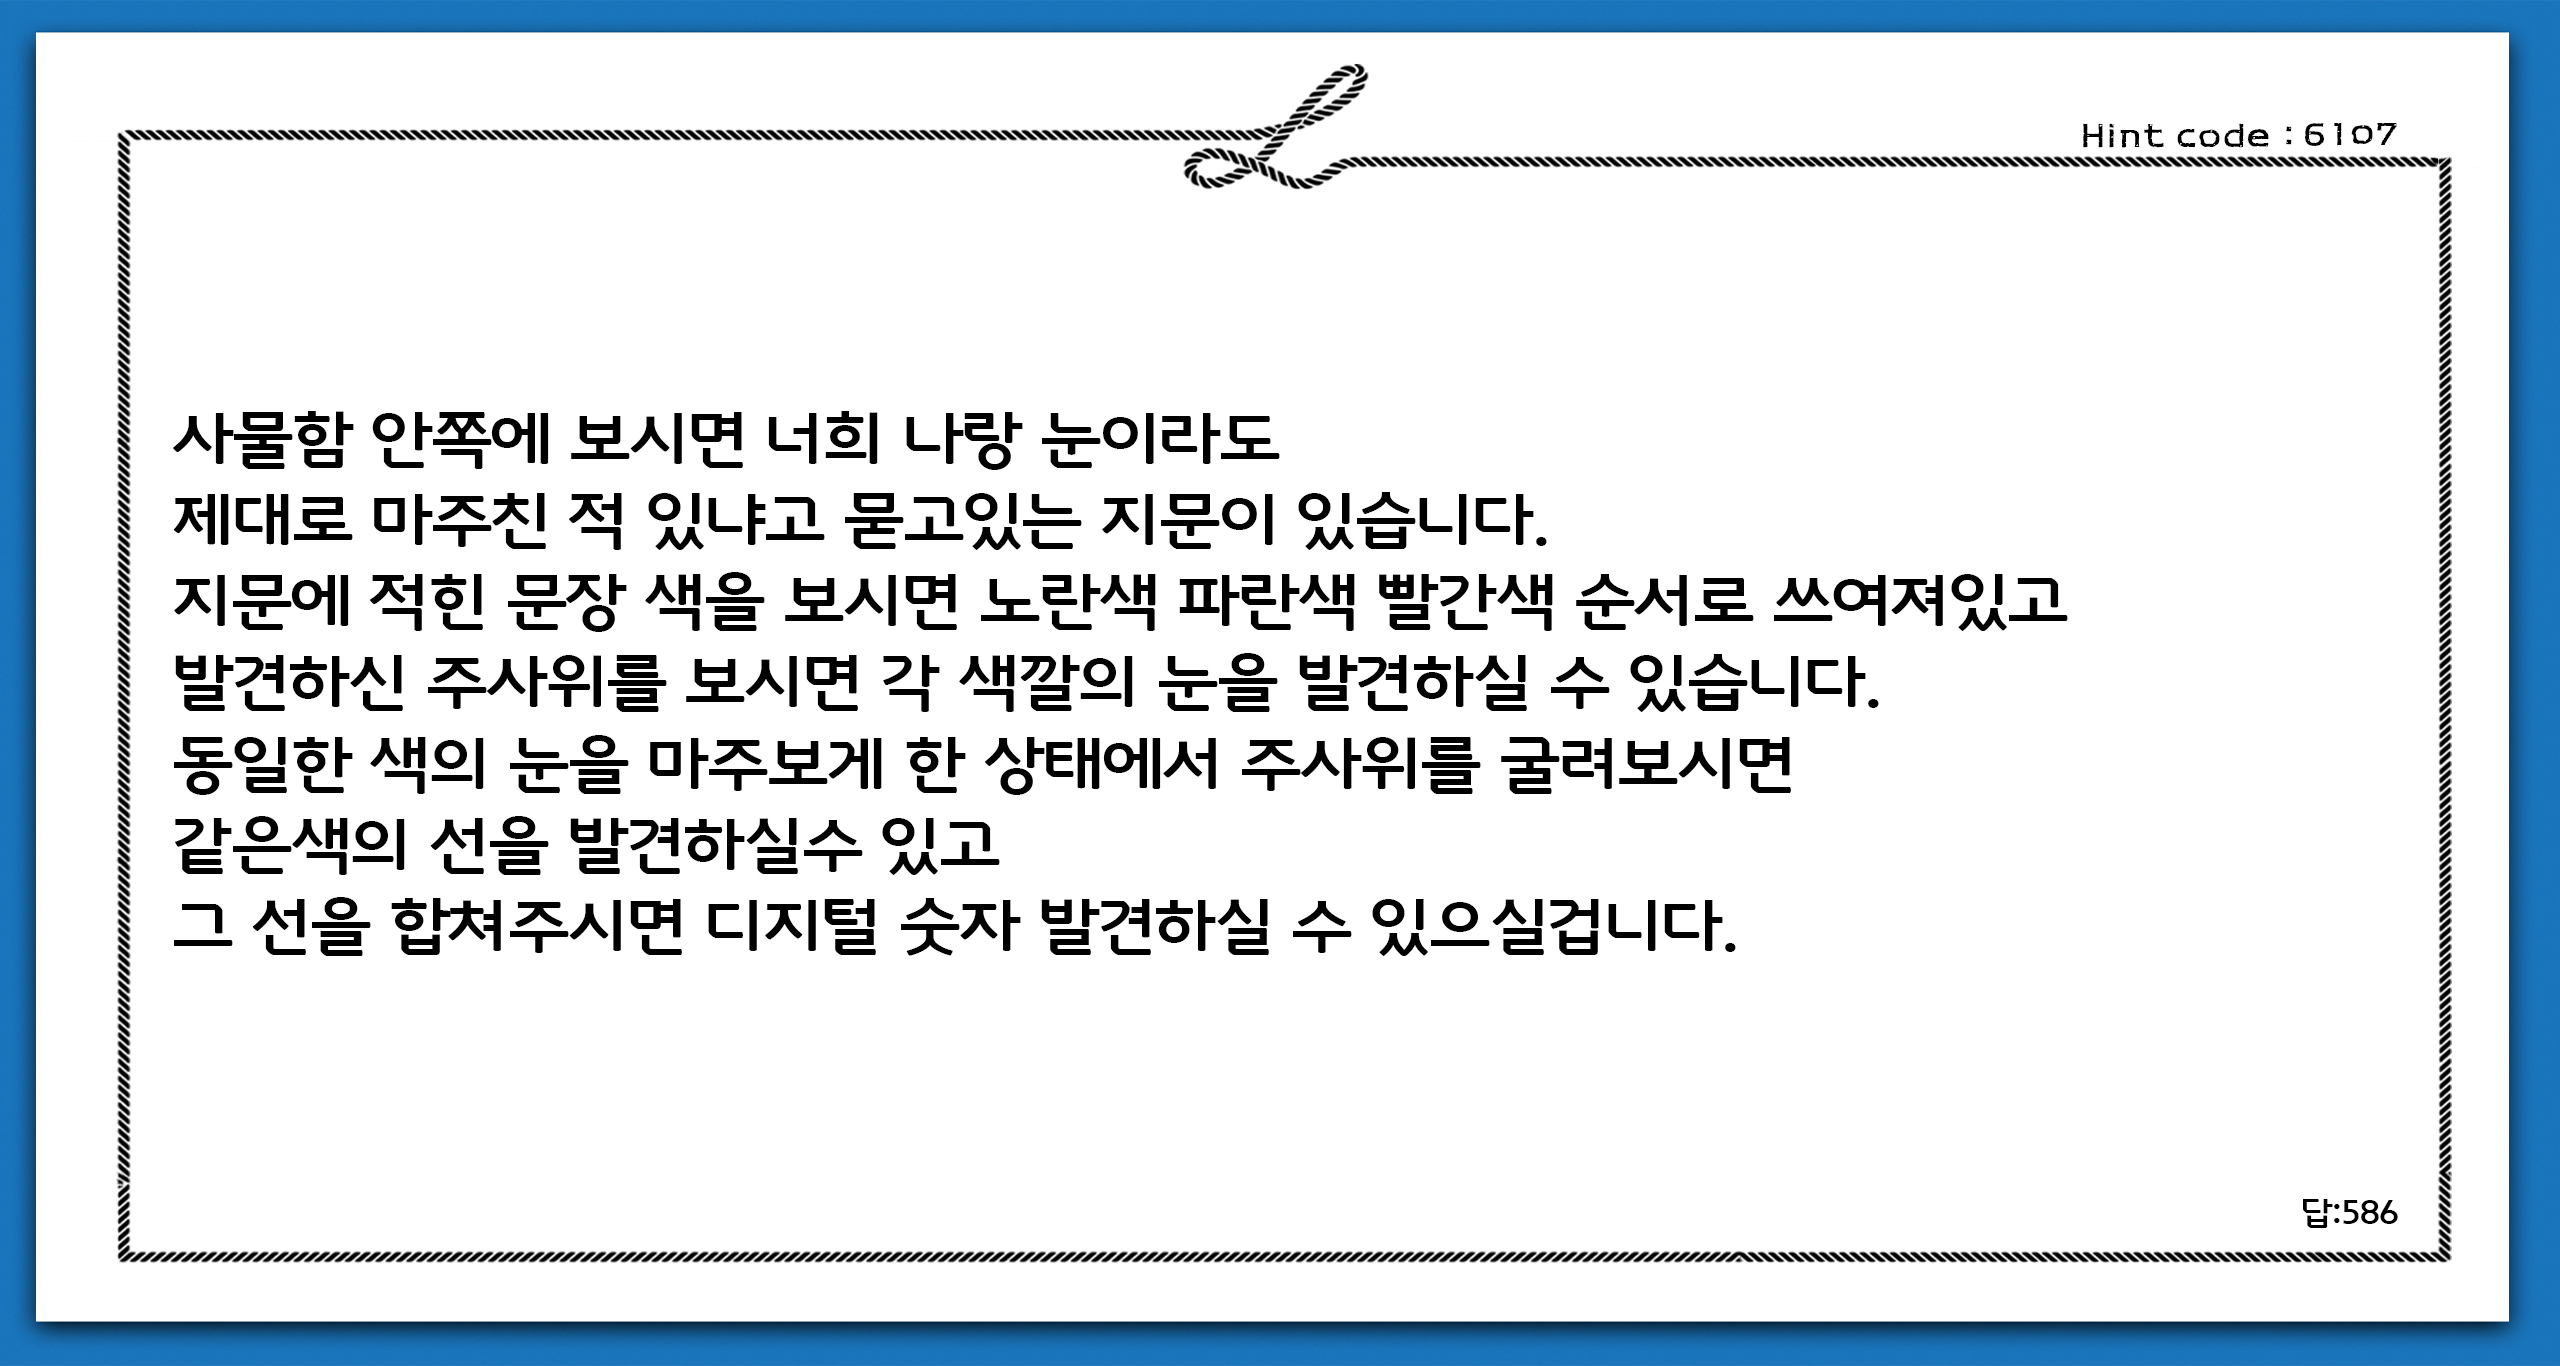 Hint code : 6107
사물함 안쪽에 보시면 너희 나랑 눈이라도
제대로 마주친 적 있냐고 묻고있는 지문이 있습니다.
지문에 적힌 문장 색을 보시면 노란색 파란색 빨간색 순서로 쓰여져있고
발견하신 주사위를 보시면 각 색깔의 눈을 발견하실 수 있습니다.
동일한 색의 눈을 마주보게 한 상태에서 주사위를 굴려보시면
같은색의 선을 발견하실수 있고
그 선을 합쳐주시면 디지털 숫자 발견하실 수 있으실겁니다.
답:586